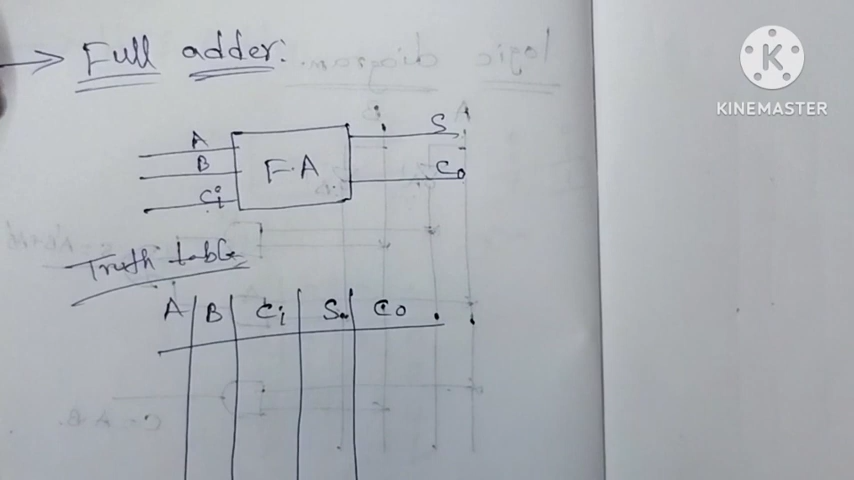 Full adder:
K
KINEMASTER
A
B
Ci
F.A
S
Co
Truth table
A B Ci S Co